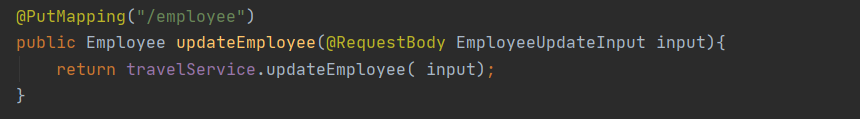 @PutMapping("/employee")
public Employee updateEmployee(@RequestBody EmployeeUpdateInput input){
    return travelService.updateEmployee( input);
}